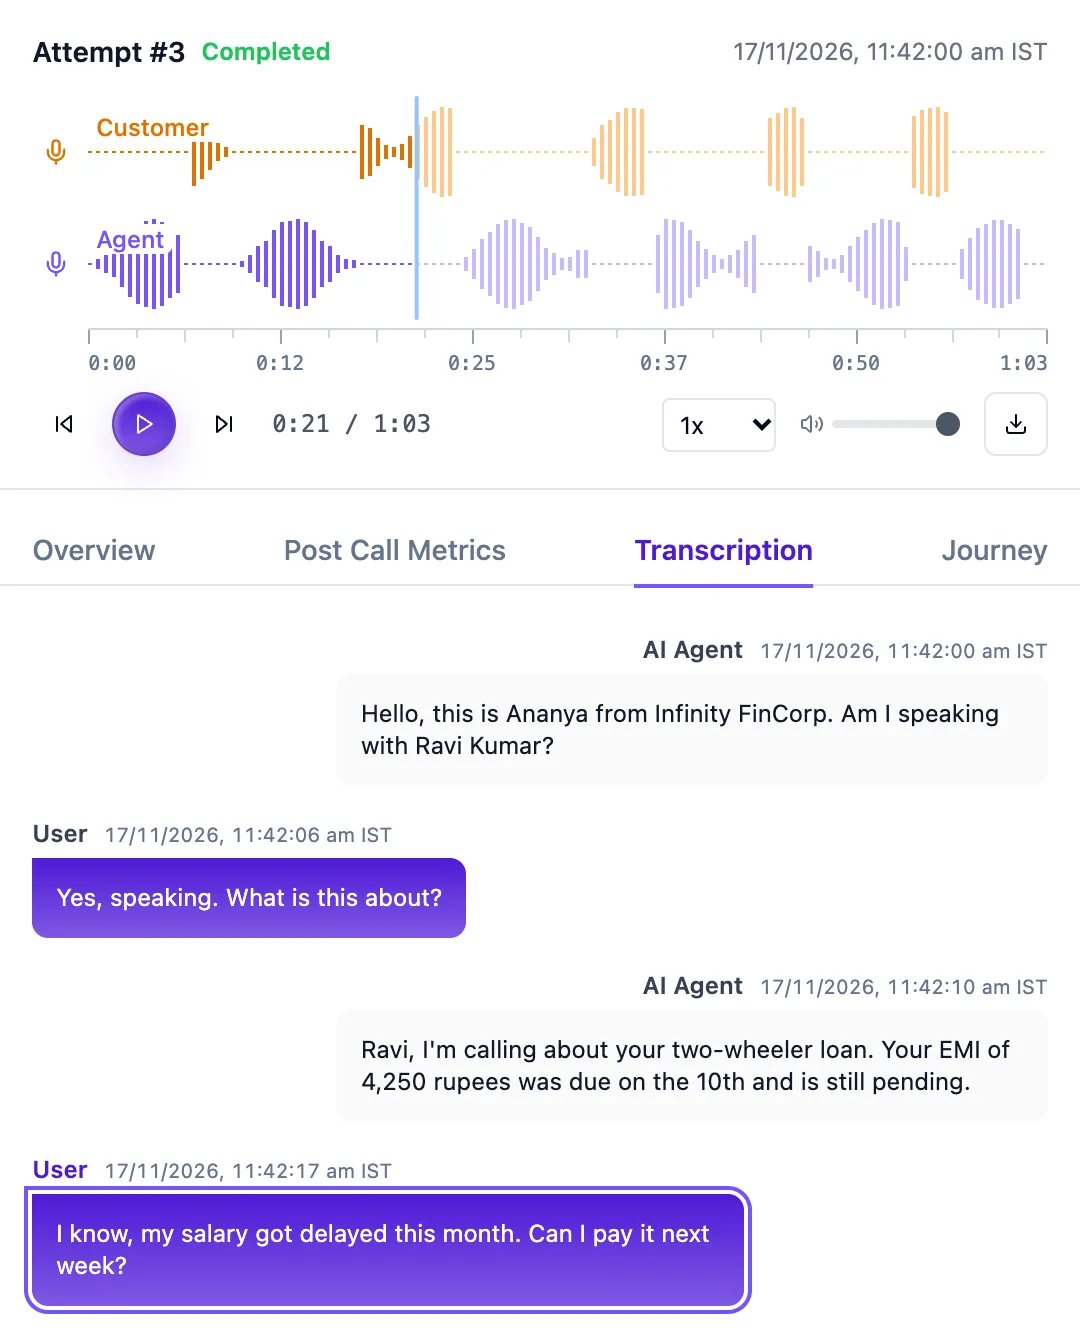 Attempt #3 Completed 17/11/2026, 11:42:00 am IST
Customer
Agent
0:00 0:12 0:25 0:37 0:50 1:03
0:21 / 1:03 1x
Overview Post Call Metrics Transcription Journey
AI Agent 17/11/2026, 11:42:00 am IST
Hello, this is Ananya from Infinity FinCorp. Am I speaking
with Ravi Kumar?
User 17/11/2026, 11:42:06 am IST
Yes, speaking. What is this about?
AI Agent 17/11/2026, 11:42:10 am IST
Ravi, I'm calling about your two-wheeler loan. Your EMI of
4,250 rupees was due on the 10th and is still pending.
User 17/11/2026, 11:42:17 am IST
I know, my salary got delayed this month. Can I pay it next
week?